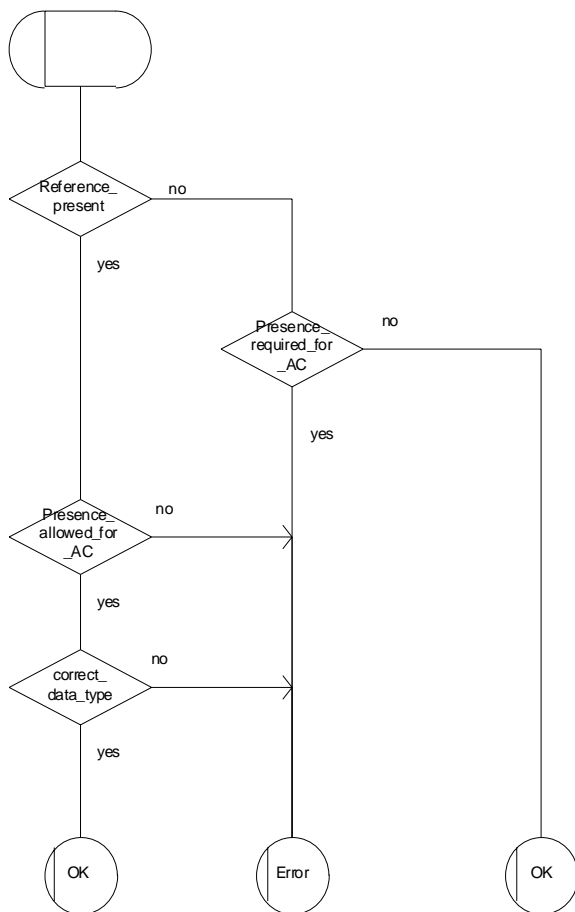 Reference_
present
no
yes
Presence_
required_for
_AC
no
yes
Presence_
allowed_for
_AC
no
yes
correct_
data_type
no
yes
OK
Error
OK